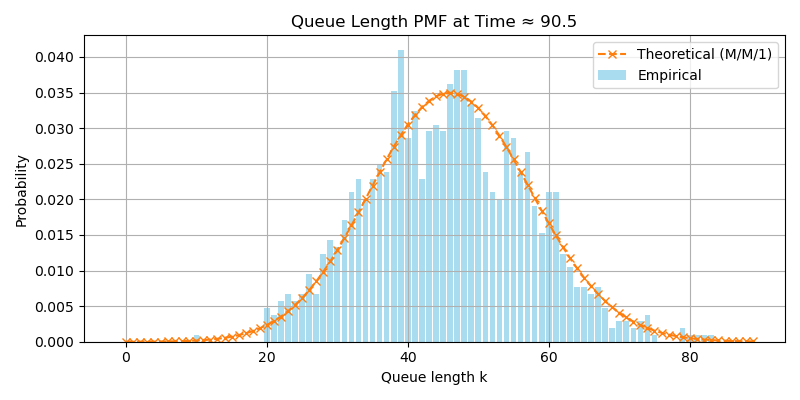 Queue Length PMF at Time ≈ 90.5
Probability
0.040
0.035
0.030
0.025
0.020
0.015
0.010
0.005
0.000
Theoretical (M/M/1)
Empirical
0 20 40 60 80
Queue length k